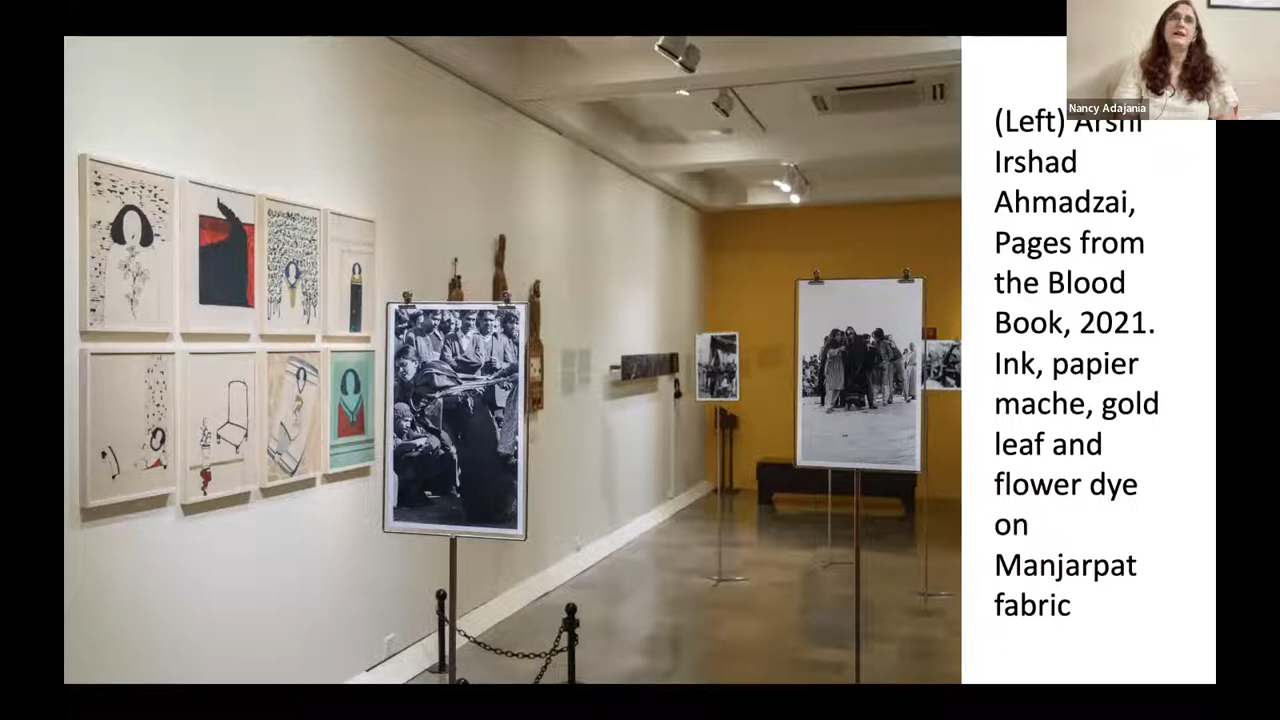 Nancy Adajania
(Left) Arshi
Irshad
Ahmadzai,
Pages from
the Blood
Book, 2021.
Ink, papier
mache, gold
leaf and
flower dye
on
Manjarpat
fabric